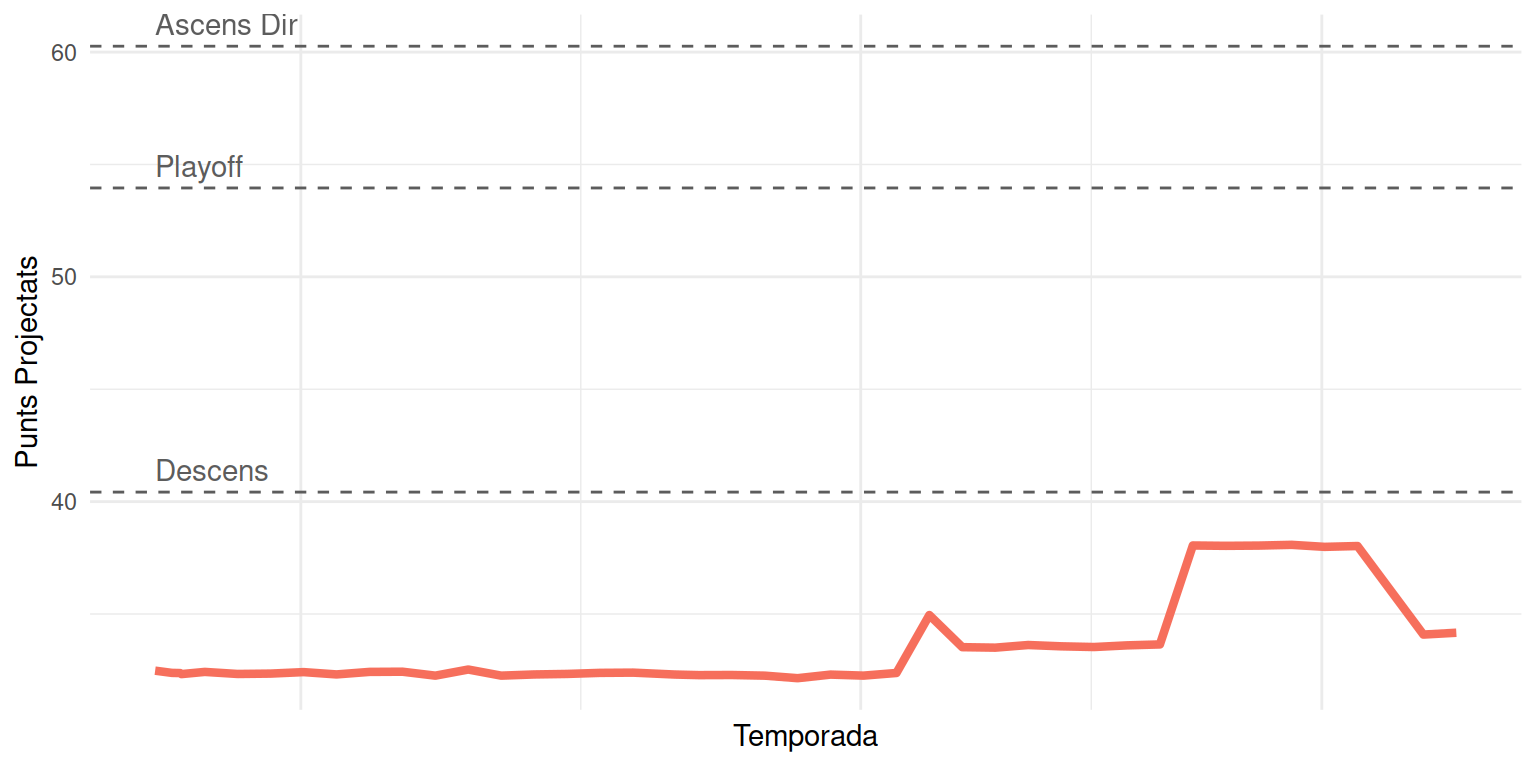 Ascens Dir
60
Playoff
50
Descens
40
Punts Projectats
Temporada